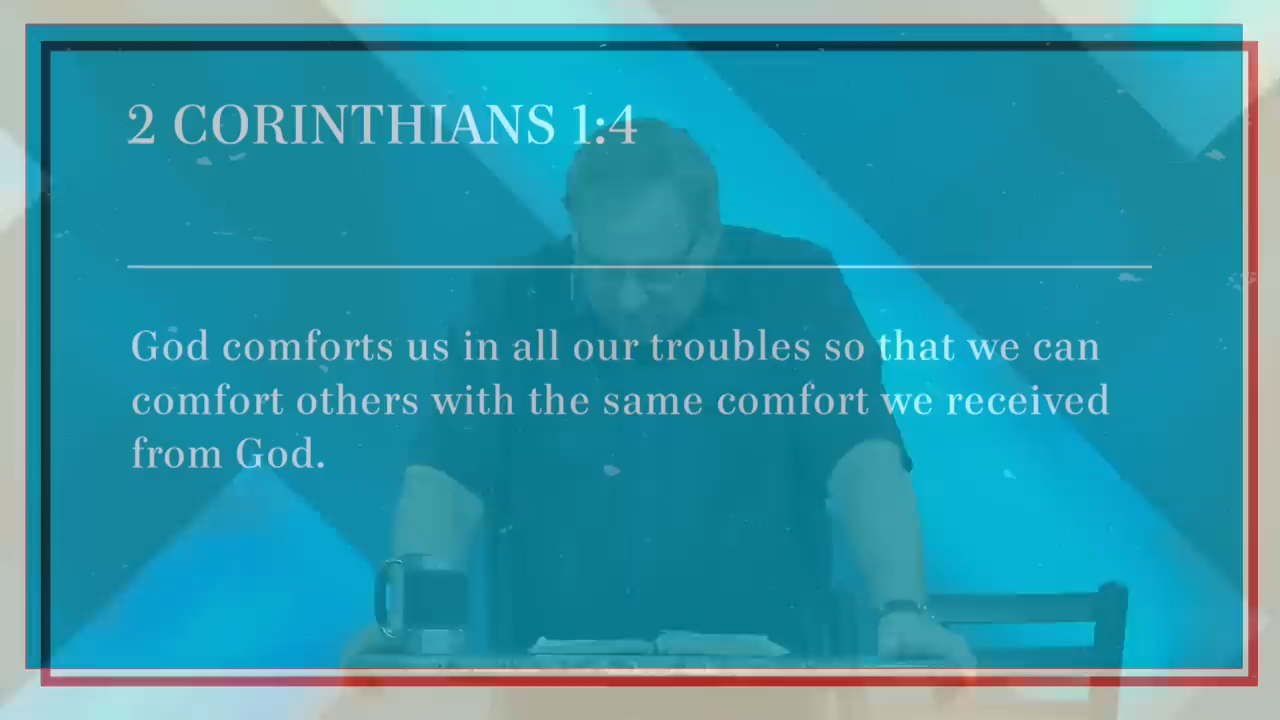 2 CORINTHIANS 1:4
God comforts us in all our troubles so that we can
comfort others with the same comfort we received
from God.